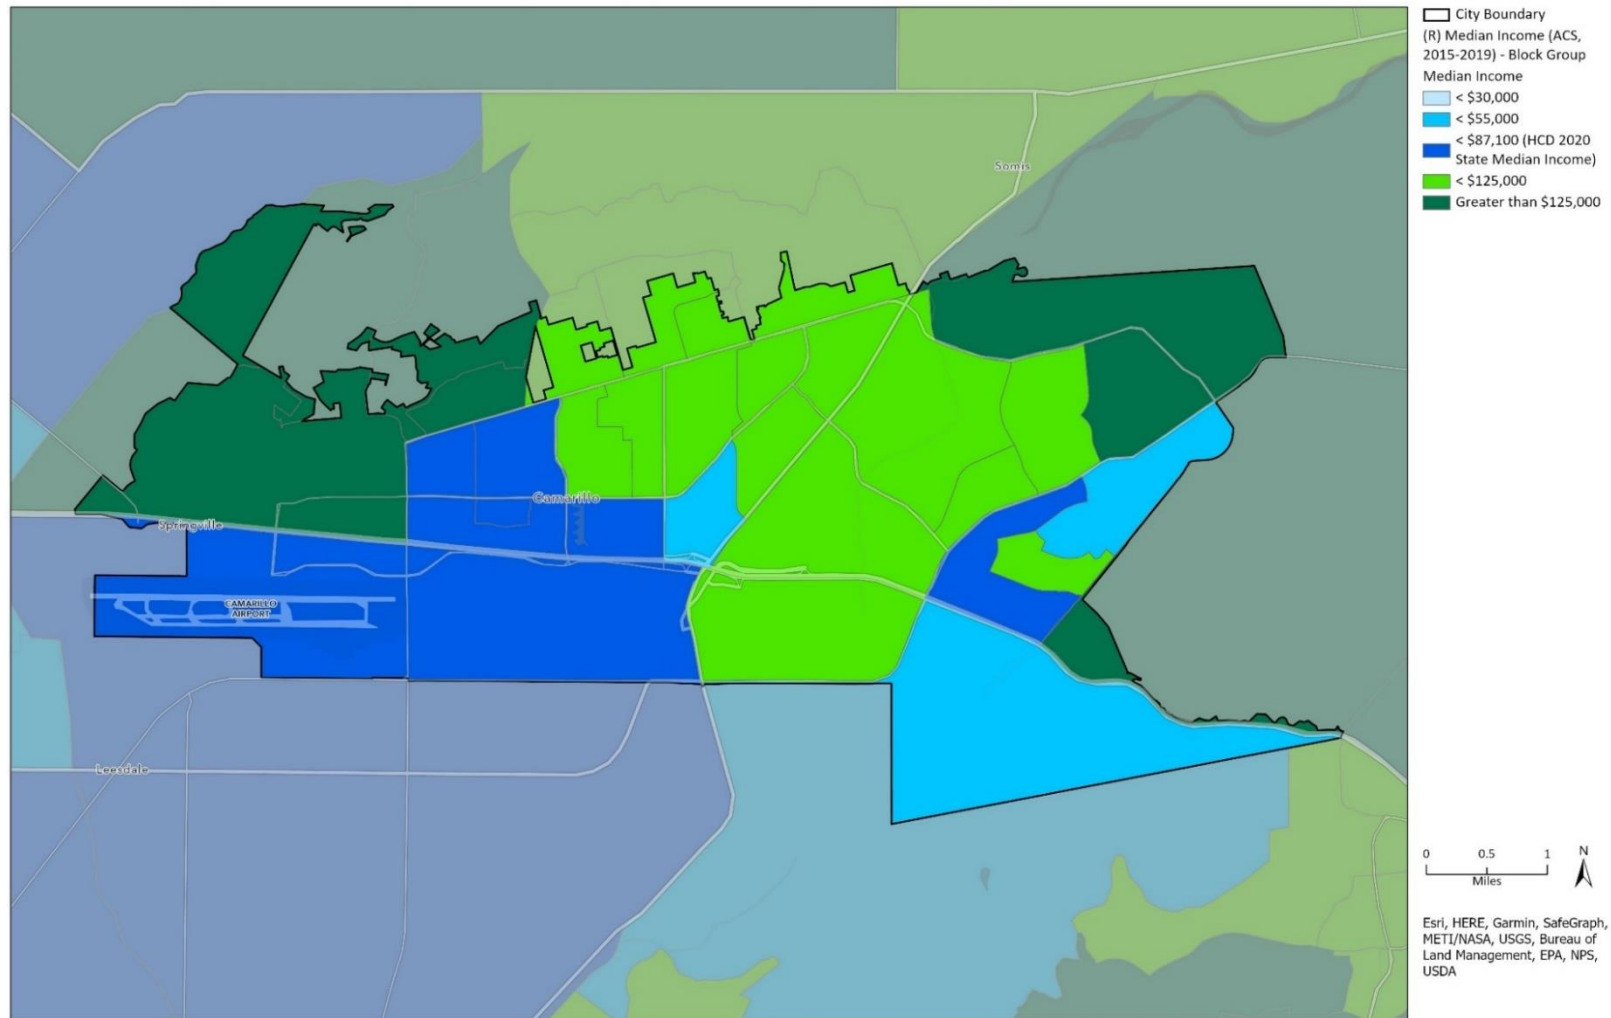 City Boundary
(R) Median Income (ACS,
2015-2019) - Block Group
Median Income
< $30,000
< $55,000
< $87,100 (HCD 2020
State Median Income)
< $125,000
Greater than $125,000
Somis
Camarillo
Springville
CAMARILLO
AIRPORT
Leesdale
0 0.5 1
Miles
N
Esri, HERE, Garmin, SafeGraph,
METI/NASA, USGS, Bureau of
Land Management, EPA, NPS,
USDA